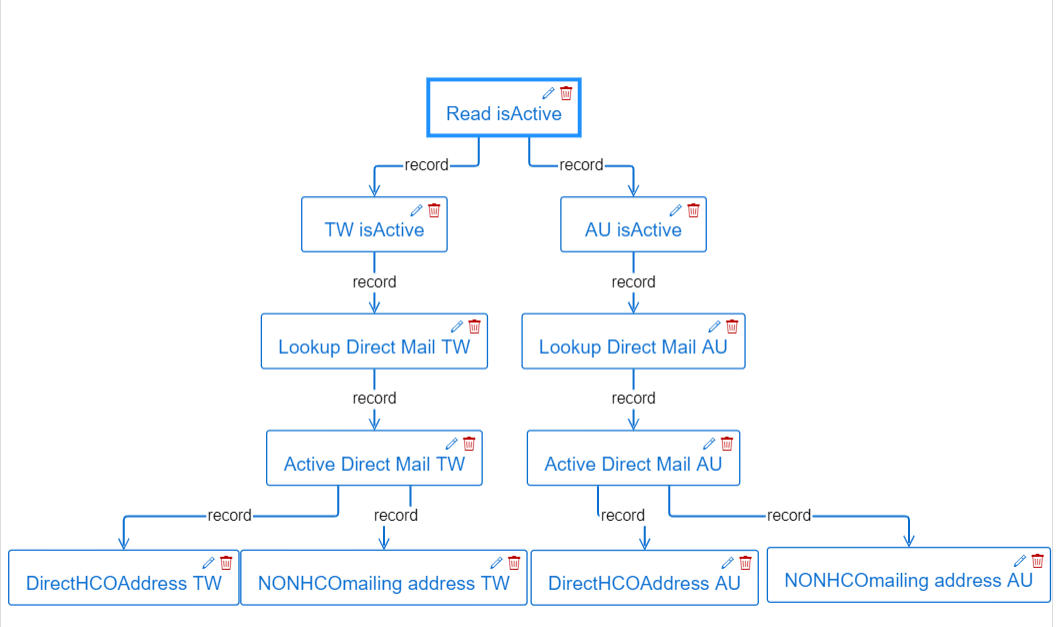 Read isActive
record
record
TW isActive
AU isActive
record
record
Lookup Direct Mail TW
Lookup Direct Mail AU
record
record
Active Direct Mail TW
Active Direct Mail AU
record
record
record
record
DirectHCOAddress TW
NONHCOmailing address TW
DirectHCOAddress AU
NONHCOmailing address AU